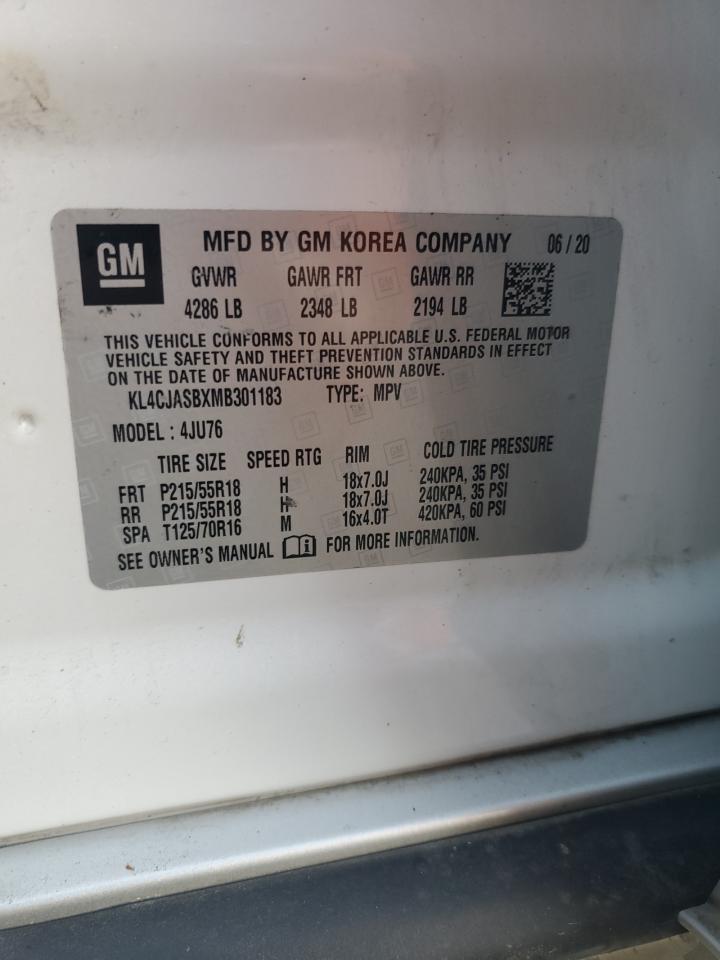 GM
MFD BY GM KOREA COMPANY 06 / 20
GVWR GAWR FRT GAWR RR
4286 LB 2348 LB 2194 LB
THIS VEHICLE CONFORMS TO ALL APPLICABLE U.S. FEDERAL MOTOR
VEHICLE SAFETY AND THEFT PREVENTION STANDARDS IN EFFECT
ON THE DATE OF MANUFACTURE SHOWN ABOVE.
KL4CJASBXMB301183 TYPE: MPV
MODEL : 4JU76
TIRE SIZE SPEED RTG RIM COLD TIRE PRESSURE
FRT P215/55R18 H 18x7.0J 240KPA, 35 PSI
RR P215/55R18 H 18x7.0J 240KPA, 35 PSI
SPA T125/70R16 M 16x4.0T 420KPA, 60 PSI
SEE OWNER'S MANUAL i FOR MORE INFORMATION.